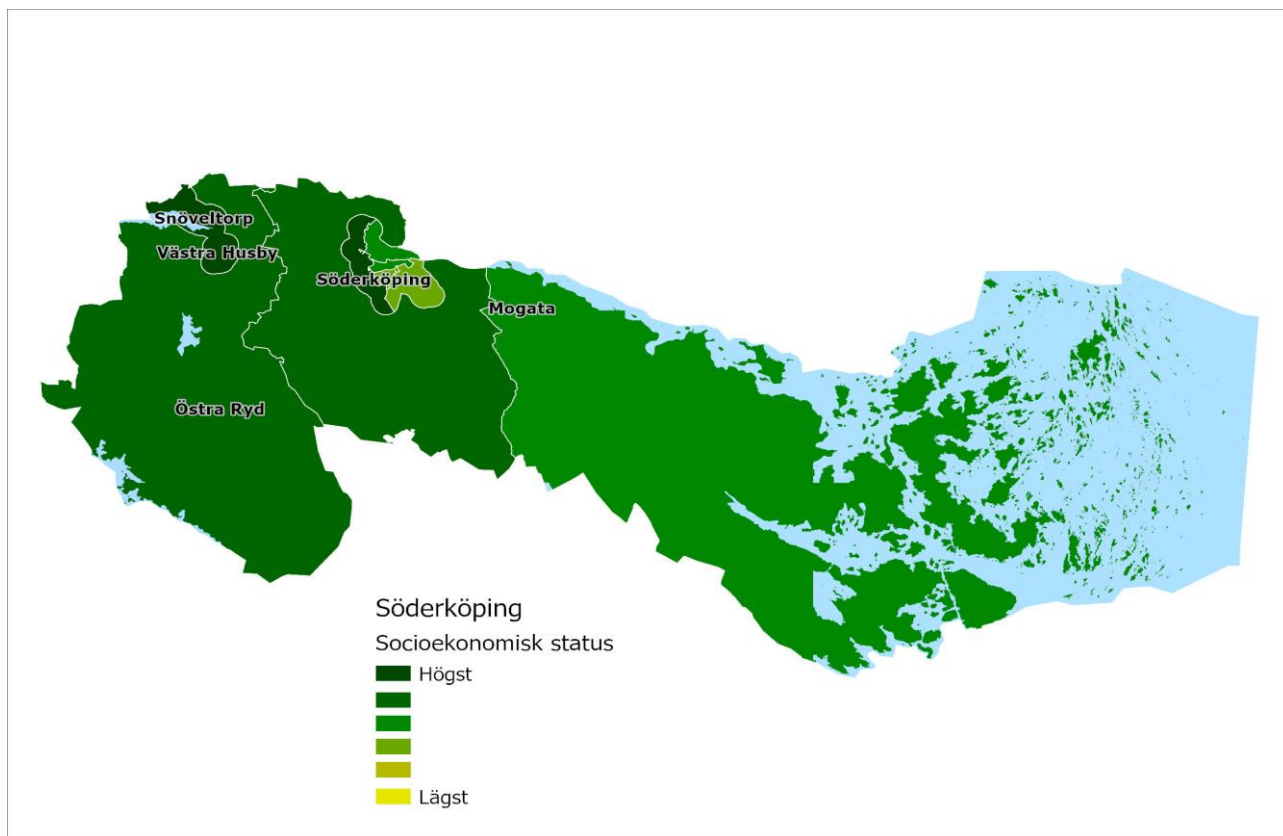 Snöveltorp
Västra Husby
Söderköping
Mogata
Östra Ryd
Söderköping
Socioekonomisk status
Högst
Lägst